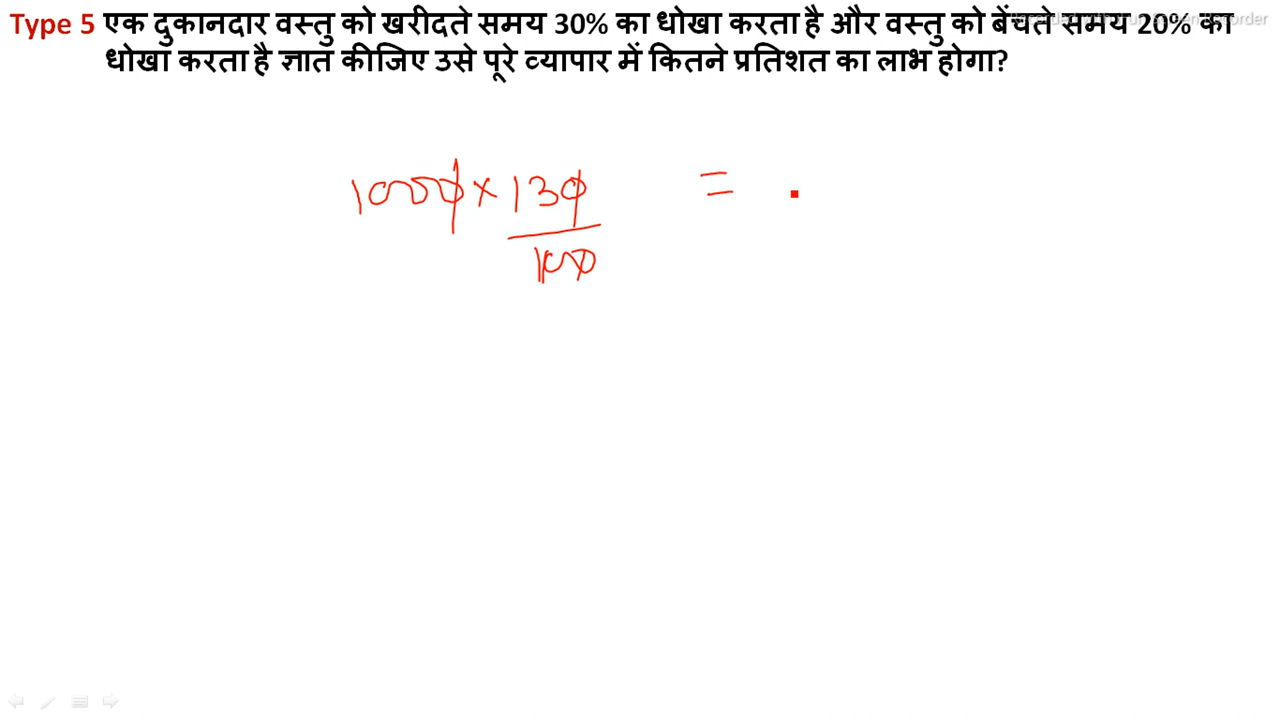 Type 5 एक दुकानदार वस्तु को खरीदते समय 30% का धोखा करता है और वस्तु को बेंचते समय 20% का
धोखा करता है ज्ञात कीजिए उसे पूरे व्यापार में कितने प्रतिशत का लाभ होगा?
1000 × 130 =
100